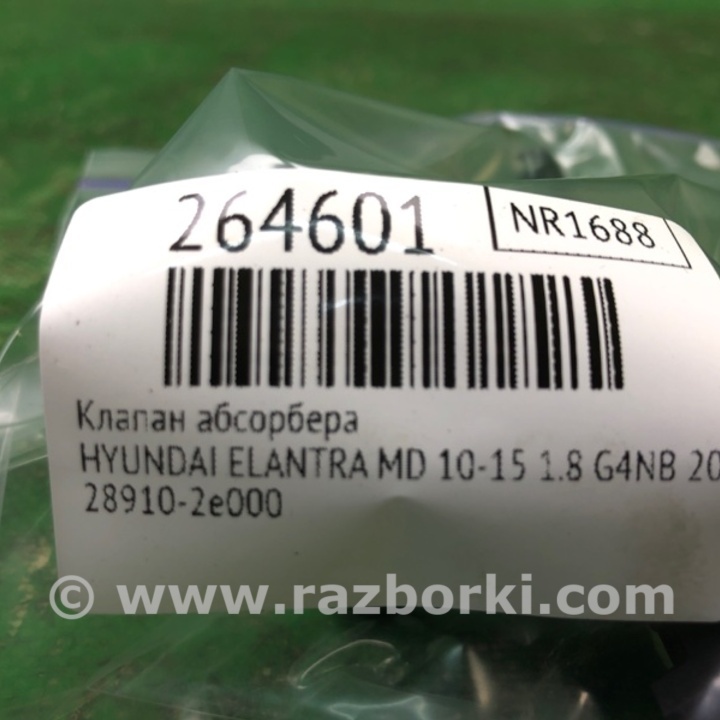 264601
NR1688
Клапан абсорбера
HYUNDAI ELANTRA MD 10-15 1.8 G4NB 20
28910-2e000
© www.razborki.com